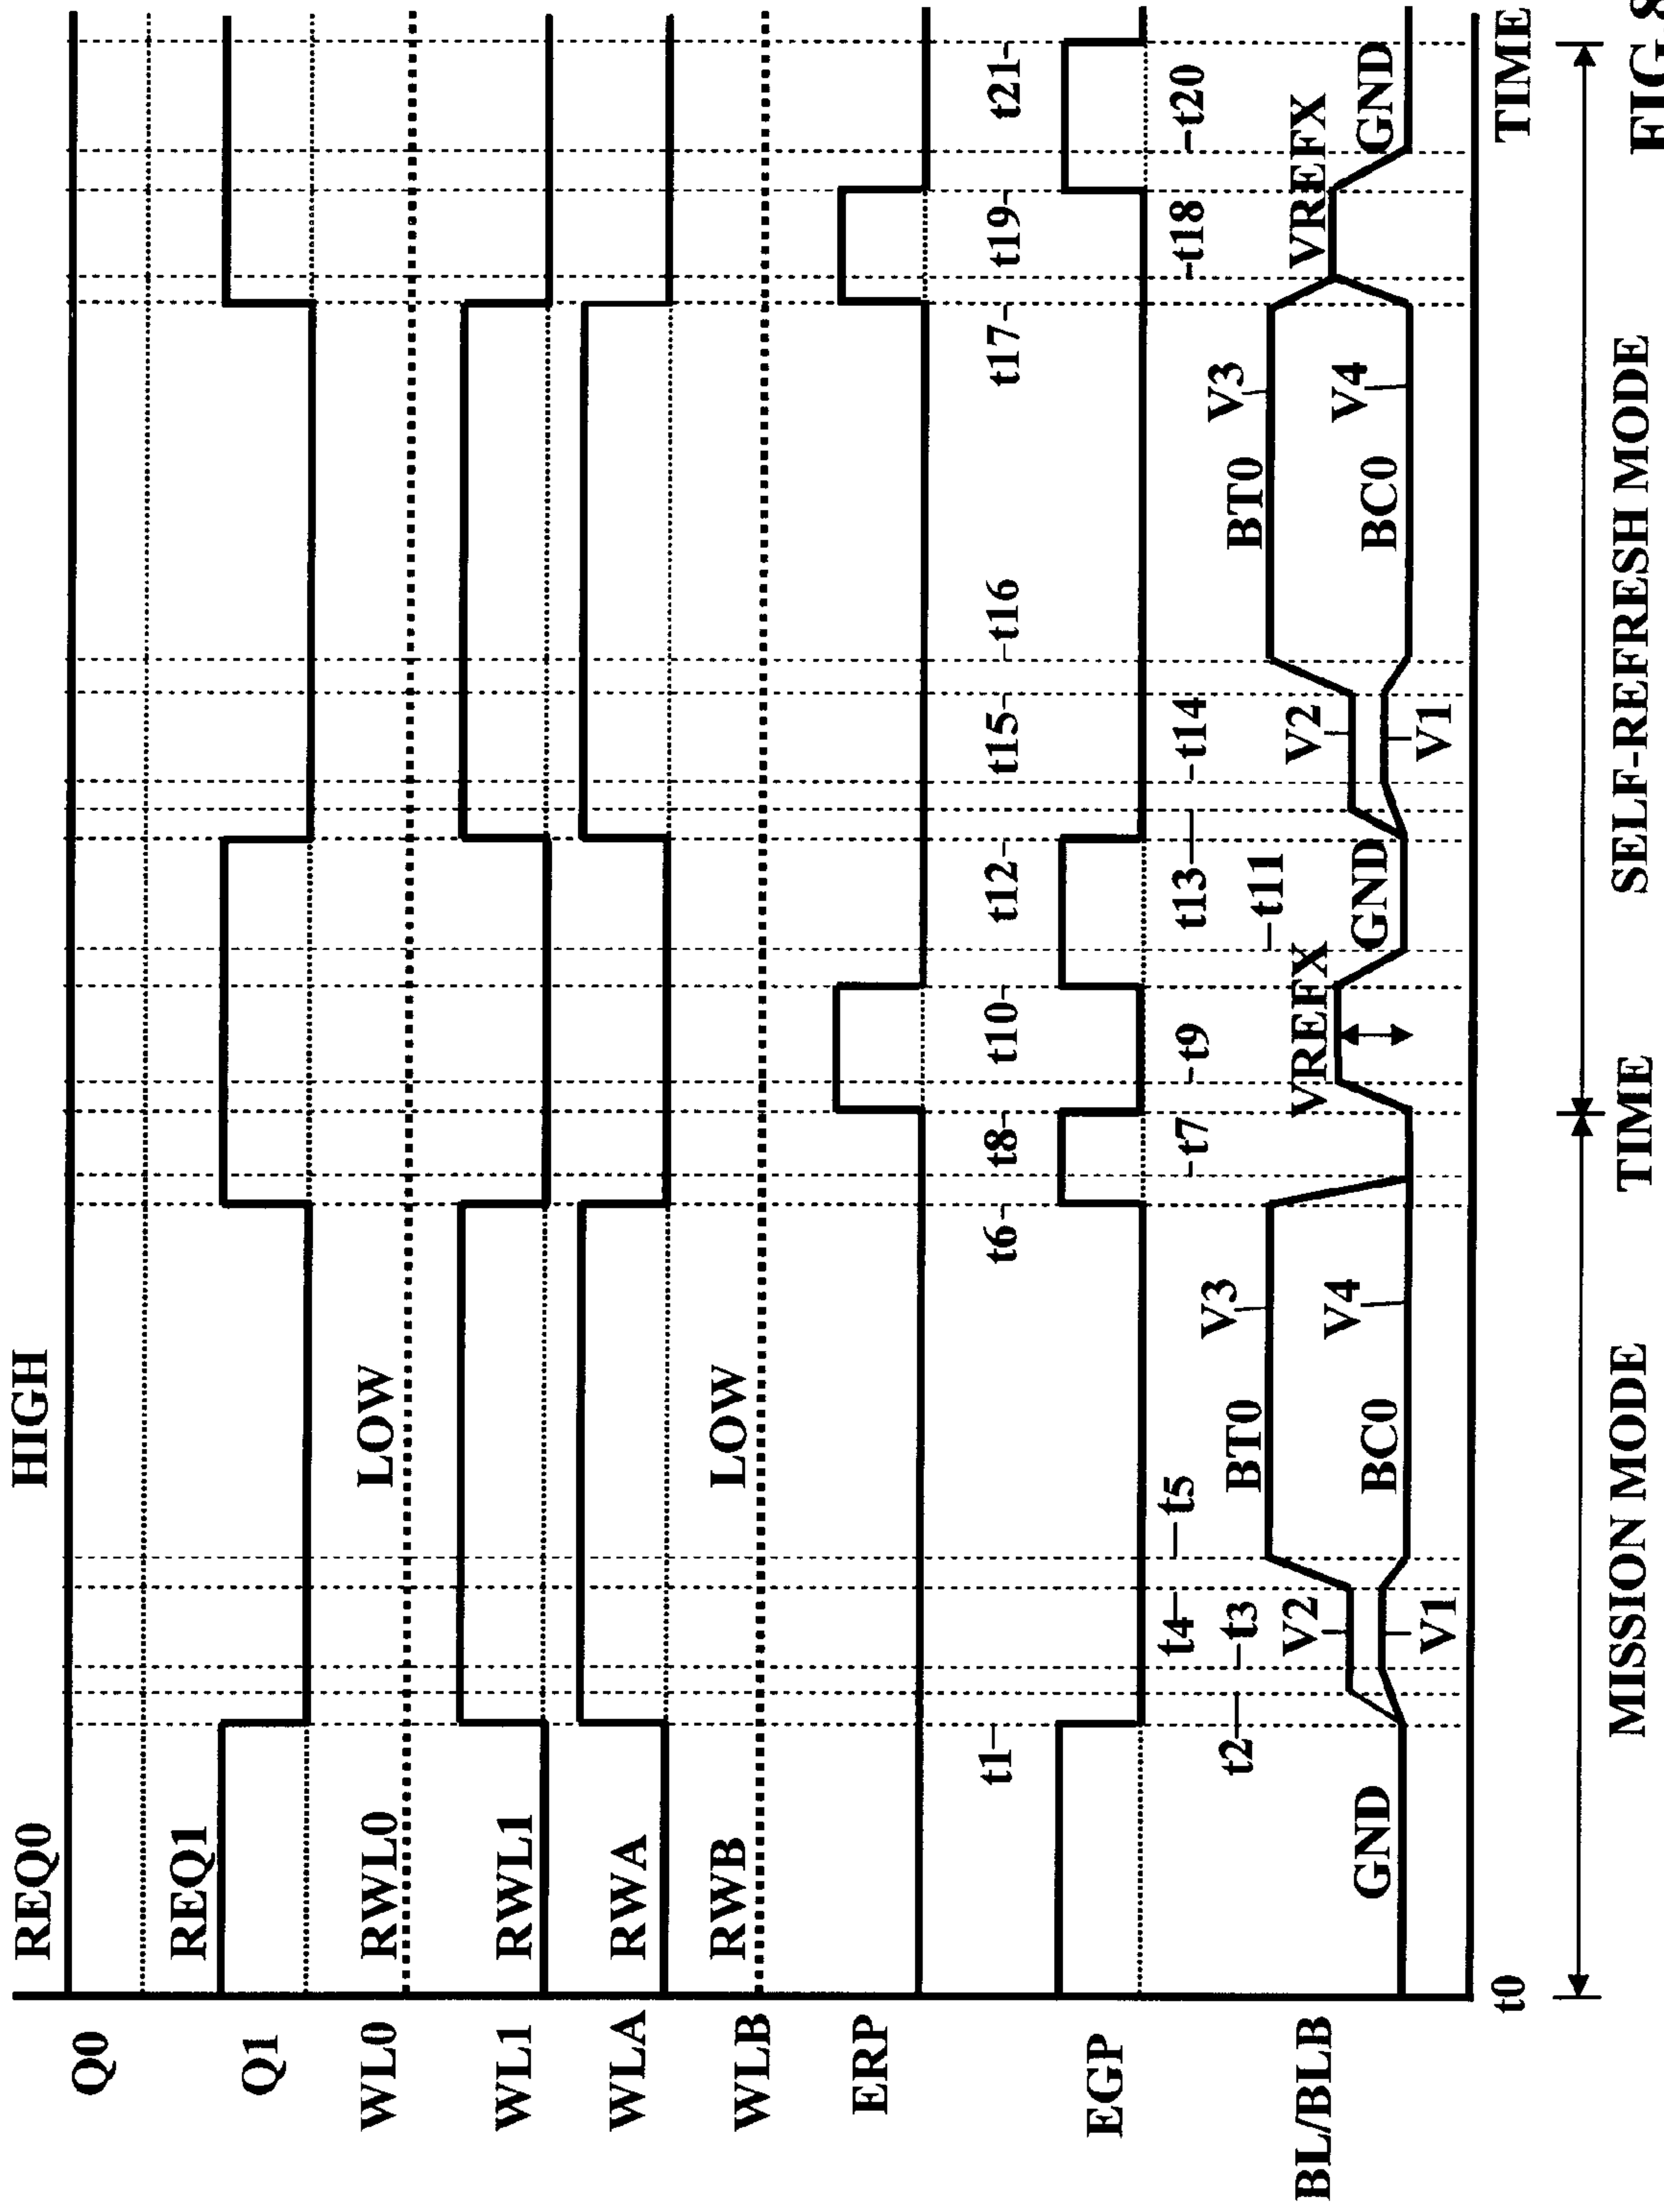 Q0
REQ0
HIGH
Q1
REQ1
WL0
RWL0
LOW
WL1
RWL1
WLA
RWA
WLB
RWB
LOW
ERP
t1
t6
t8
t10
t12
t15
t16
t17
t19
t21
EGP
t4
t5
t7
t9
t13
t14
t18
t20
t2
t3
t11
BL/BLB
GND
V2
V1
BT0
V3
BC0
V4
VREFX
GND
V2
V1
BT0
V3
BC0
V4
VREFX
GND
t0
TIME
MISSION MODE
TIME
SELF-REFRESH MODE
FIG 8